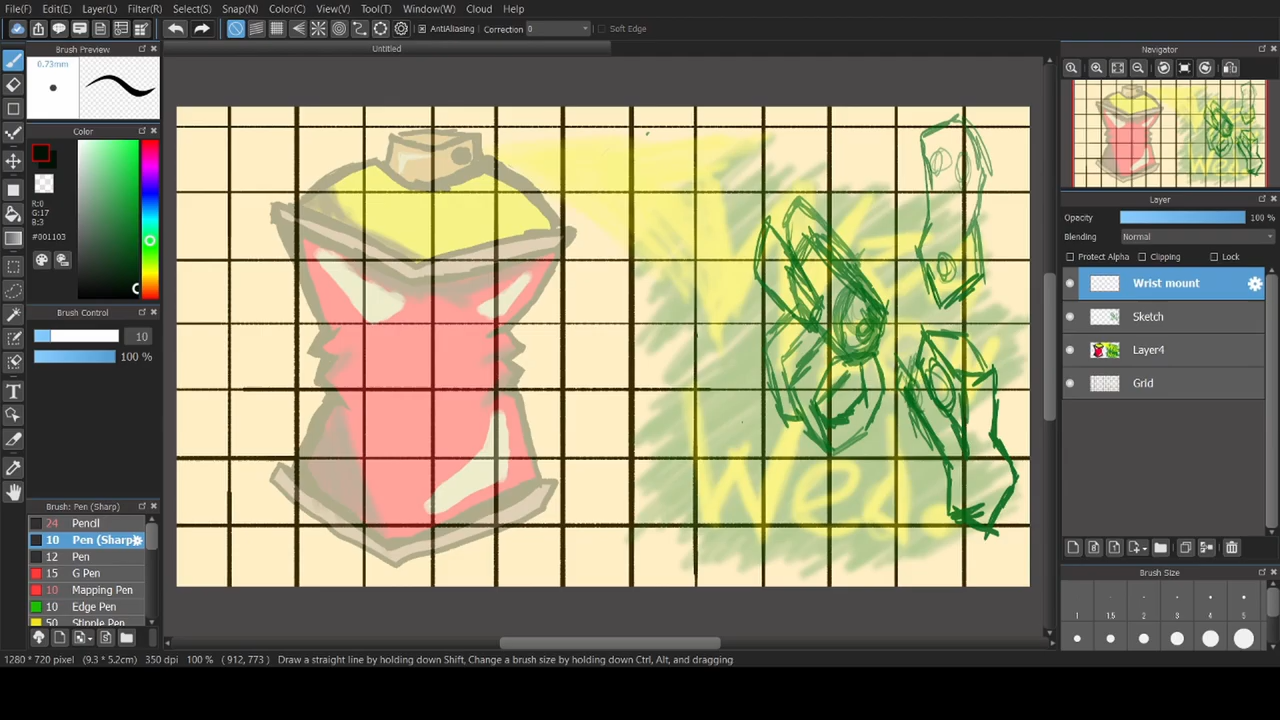 File(F) Edit(E) Layer(L) Filter(R) Select(S) Snap(N) Color(C) View(V) Tool(T) Window(W) Cloud Help
AntiAliasing Correction 0 Soft Edge
Brush Preview
Untitled
Navigator
0.73mm
Color
R:0
G:17
B:3
#001103
Brush Control
10
100 %
Brush: Pen (Sharp)
24 Pencil
10 Pen (Sharp)
12 Pen
15 G Pen
10 Mapping Pen
10 Edge Pen
50 Stipple Pen
Wed.
Layer
Opacity 100 %
Blending Normal
Protect Alpha Clipping Lock
Wrist mount
Sketch
Layer4
Grid
Brush Size
1 1.5 2 3 4 5
1280 * 720 pixel (9.3 * 5.2cm) 350 dpi 100 % ( 912, 773 ) Draw a straight line by holding down Shift, Change a brush size by holding down Ctrl, Alt, and dragging